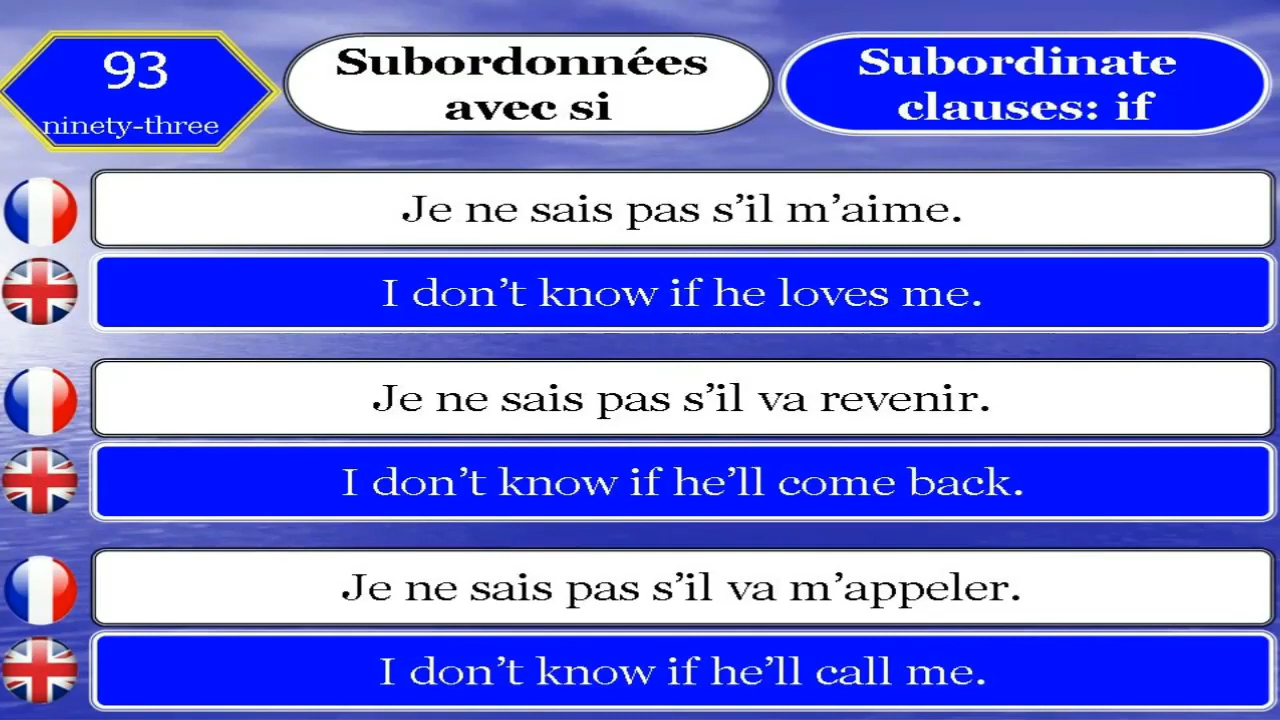 93
ninety-three
Subordonnées
avec si
Subordinate
clauses: if
Je ne sais pas s’il m’aime.
I don’t know if he loves me.
Je ne sais pas s’il va revenir.
I don’t know if he’ll come back.
Je ne sais pas s’il va m’appeler.
I don’t know if he’ll call me.